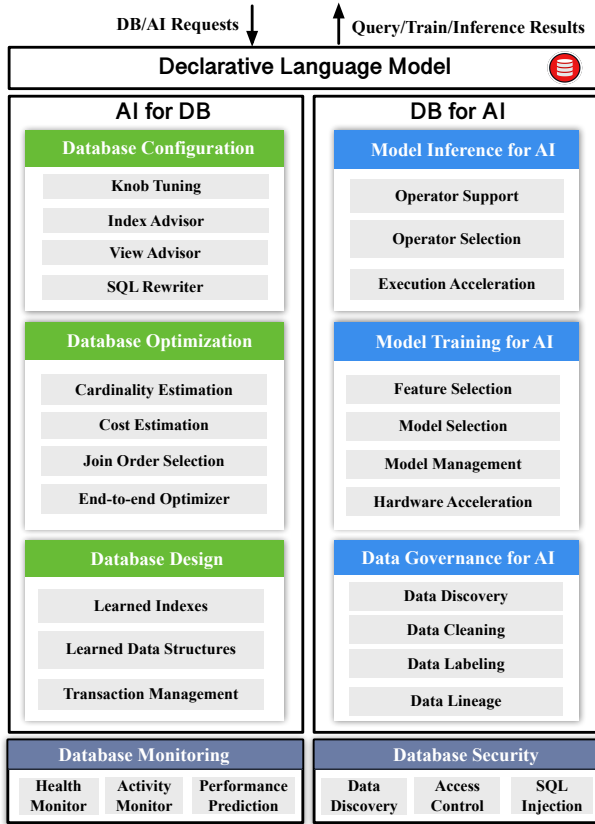 DB/AI Requests
Query/Train/Inference Results
Declarative Language Model
AI for DB
Database Configuration
Knob Tuning
Index Advisor
View Advisor
SQL Rewriter
Database Optimization
Cardinality Estimation
Cost Estimation
Join Order Selection
End-to-end Optimizer
Database Design
Learned Indexes
Learned Data Structures
Transaction Management
DB for AI
Model Inference for AI
Operator Support
Operator Selection
Execution Acceleration
Model Training for AI
Feature Selection
Model Selection
Model Management
Hardware Acceleration
Data Governance for AI
Data Discovery
Data Cleaning
Data Labeling
Data Lineage
Database Monitoring
Health
Monitor
Activity
Monitor
Performance
Prediction
Database Security
Data
Discovery
Access
Control
SQL
Injection